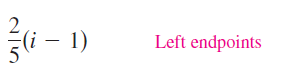 2/5(i − 1) Left endpoints